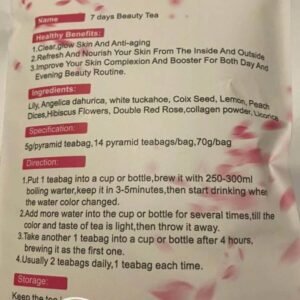 Name 7 days Beauty Tea
Healthy Benefits:
1.Clear,glow Skin And Anti-aging
2.Refresh And Nourish Your Skin From The Inside And Outside
3.Improve Your Skin Complexion And Booster For Both Day And
Evening Beauty Routine.
Ingredients:
Lily, Angelica dahurica, white tuckahoe, Coix Seed, Lemon, Peach
Dices,Hibiscus Flowers, Double Red Rose,collagen powder, Licorice
Specification:
5g/pyramid teabag,14 pyramid teabags/bag,70g/bag
Direction:
1.Put 1 teabag into a cup or bottle,brew it with 250-300ml
boiling warter,keep it in 3-5minutes,then start drinking when
the water color changed.
2.Add more water into the cup or bottle for several times,till the
color and taste of tea is light,then throw it away.
3.Take another 1 teabag into a cup or bottle after 4 hours,
brewing it as the first one.
4.Usually 2 teabags daily,1 teabag each time.
Storage:
Keep the